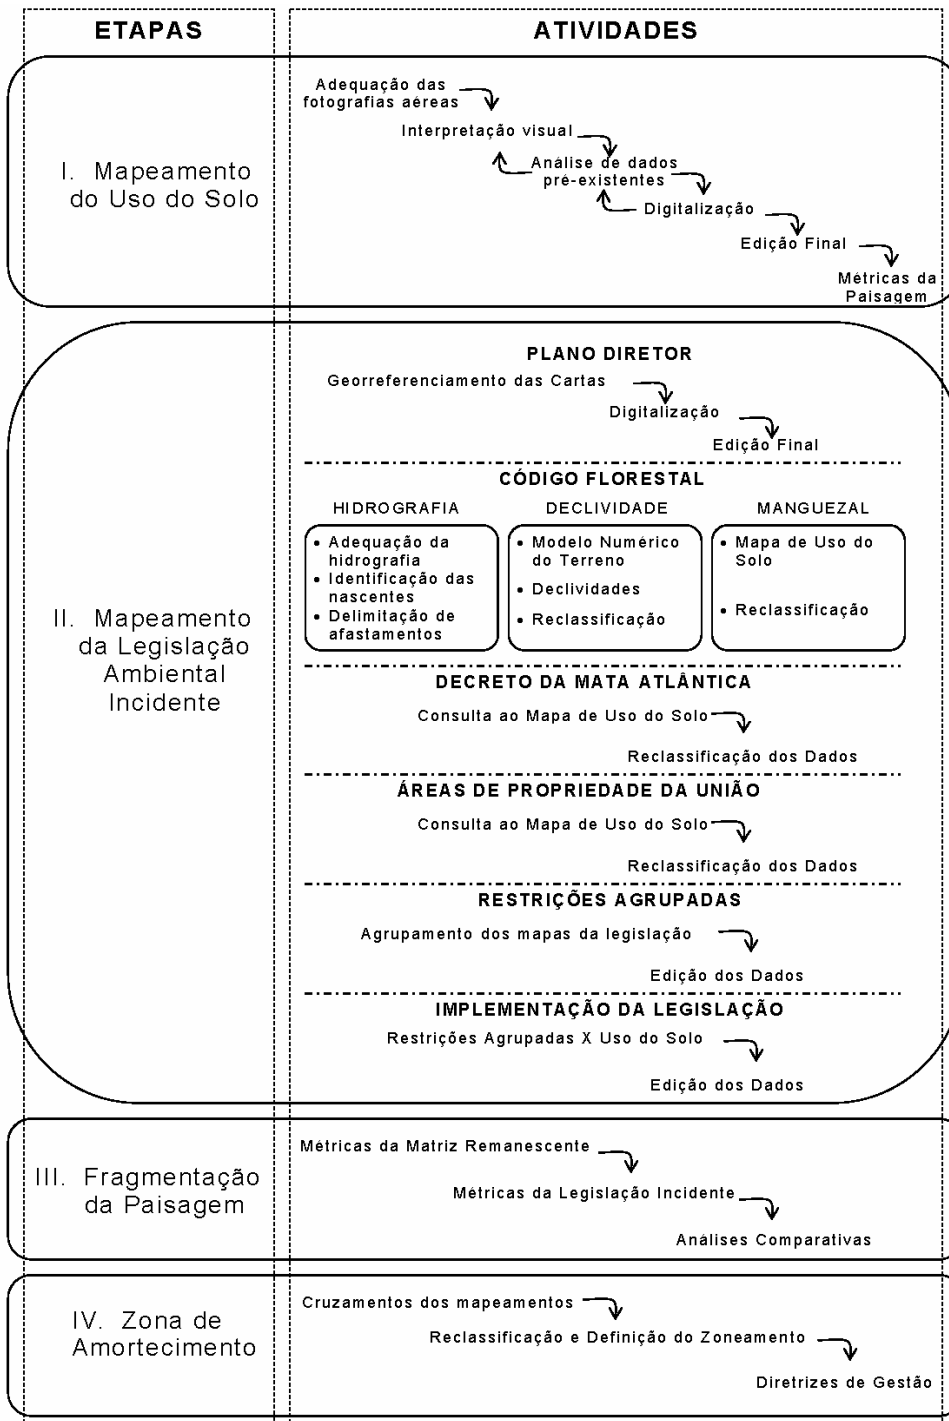 ETAPAS
ATIVIDADES
I. Mapeamento
do Uso do Solo
Adequação das
fotografias aéreas
Interpretação visual
Análise de dados
pré-existentes
Digitalização
Edição Final
Métricas da
Paisagem
II. Mapeamento
da Legislação
Ambiental
Incidente
PLANO DIRETOR
Georreferenciamento das Cartas
Digitalização
Edição Final
CÓDIGO FLORESTAL
HIDROGRAFIA
• Adequação da
hidrografia
• Identificação das
nascentes
• Delimitação de
afastamentos
DECLIVIDADE
• Modelo Numérico
do Terreno
• Declividades
• Reclassificação
MANGUEZAL
• Mapa de Uso do
Solo
• Reclassificação
DECRETO DA MATA ATLÂNTICA
Consulta ao Mapa de Uso do Solo
Reclassificação dos Dados
ÁREAS DE PROPRIEDADE DA UNIÃO
Consulta ao Mapa de Uso do Solo
Reclassificação dos Dados
RESTRIÇÕES AGRUPADAS
Agrupamento dos mapas da legislação
Edição dos Dados
IMPLEMENTAÇÃO DA LEGISLAÇÃO
Restrições Agrupadas X Uso do Solo
Edição dos Dados
III. Fragmentação
da Paisagem
Métricas da Matriz Remanescente
Métricas da Legislação Incidente
Análises Comparativas
IV. Zona de
Amortecimento
Cruzamentos dos mapeamentos
Reclassificação e Definição do Zoneamento
Diretrizes de Gestão